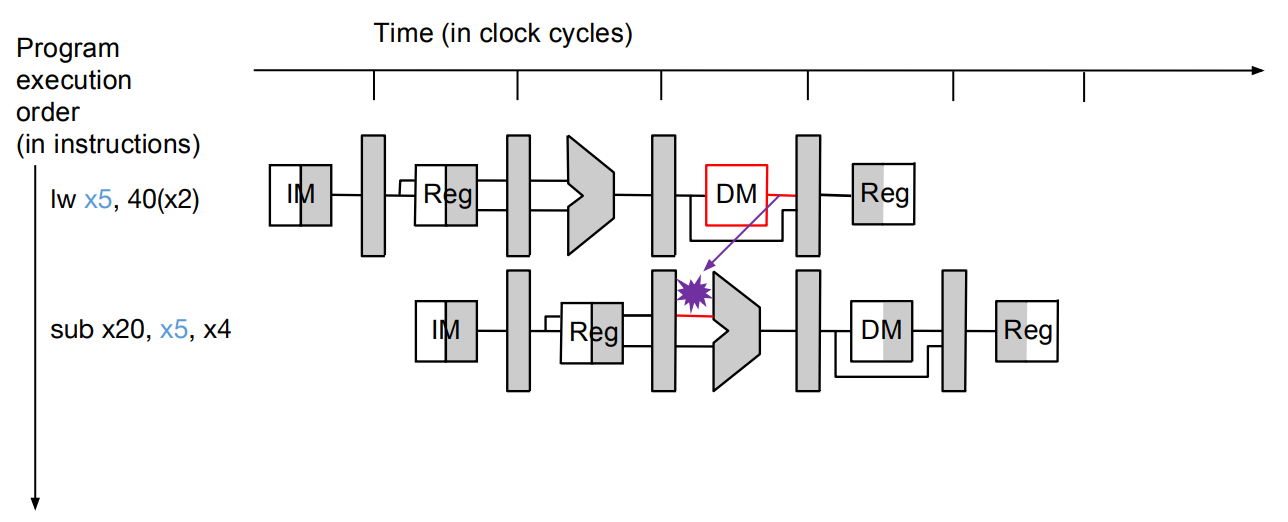 Time (in clock cycles)
Program
execution
order
(in instructions)
lw x5, 40(x2)
IM
Reg
DM
Reg
sub x20, x5, x4
IM
Reg
DM
Reg